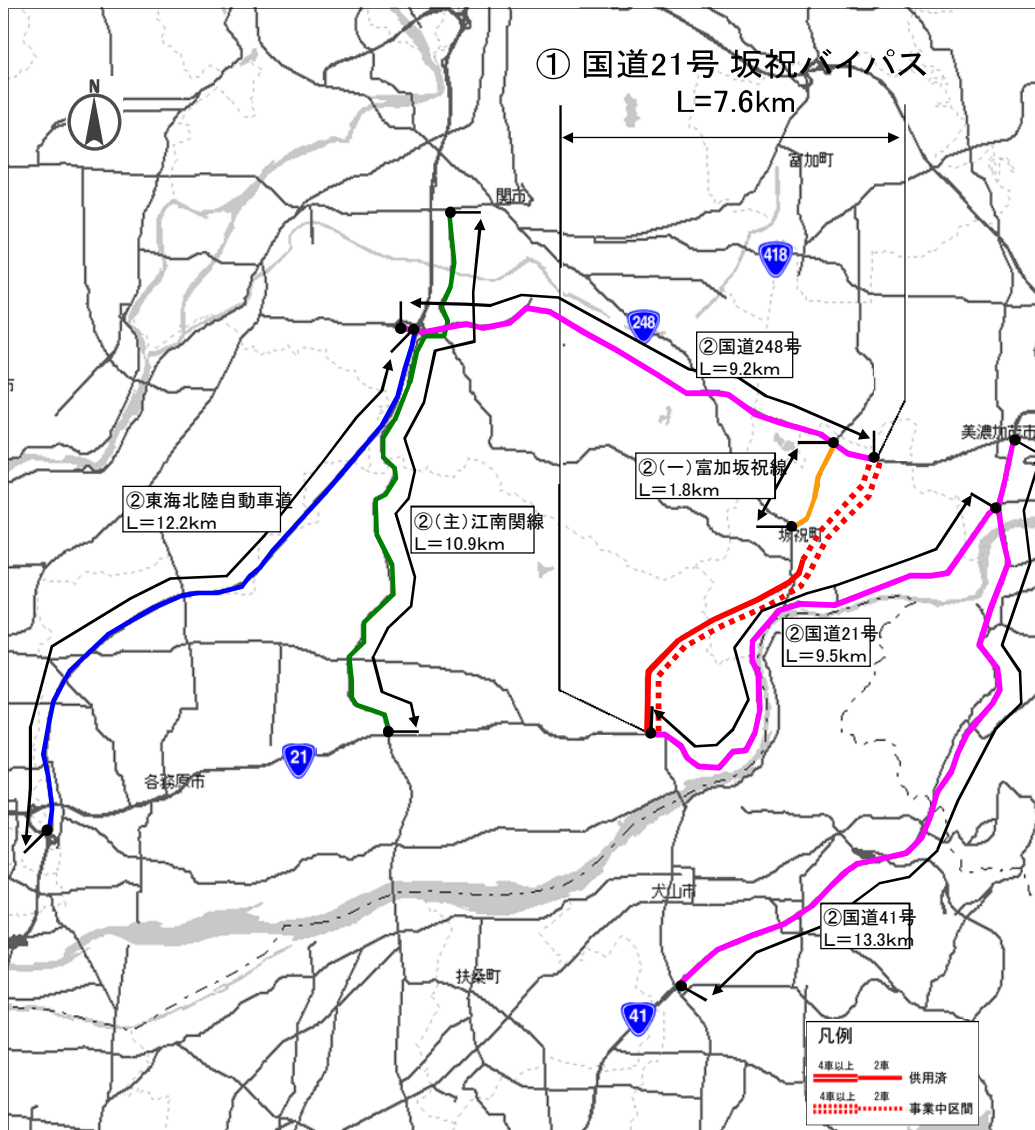 ① 国道21号 坂祝バイパス
L=7.6km
N
富加町
関市
418
248
②国道248号
L=9.2km
美濃加茂市
②(一)富加坂祝線
L=1.8km
②東海北陸自動車道
L=12.2km
②(主)江南関線
L=10.9km
坂祝町
②国道21号
L=9.5km
21
各務原市
犬山市
②国道41号
L=13.3km
扶桑町
41
凡例
4車以上 2車 供用済
4車以上 2車 事業中区間